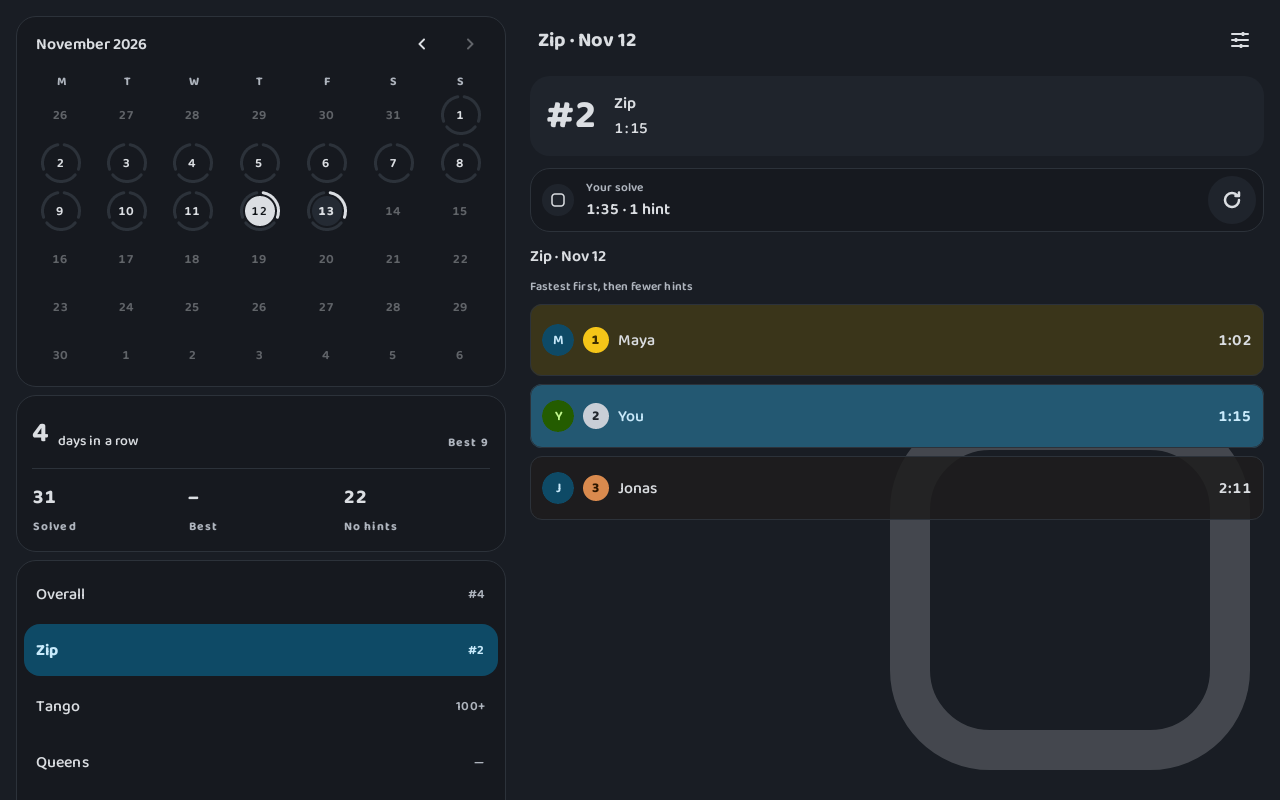 November 2026
M T W T F S S
26 27 28 29 30 31 1
2 3 4 5 6 7 8
9 10 11 12 13 14 15
16 17 18 19 20 21 22
23 24 25 26 27 28 29
30 1 2 3 4 5 6
4 days in a row Best 9
31 – 22
Solved Best No hints
Overall #4
Zip #2
Tango 100+
Queens –
Zip · Nov 12
#2
Zip
1:15
Your solve
1:35 · 1 hint
Zip · Nov 12
Fastest first, then fewer hints
M 1 Maya 1:02
Y 2 You 1:15
J 3 Jonas 2:11